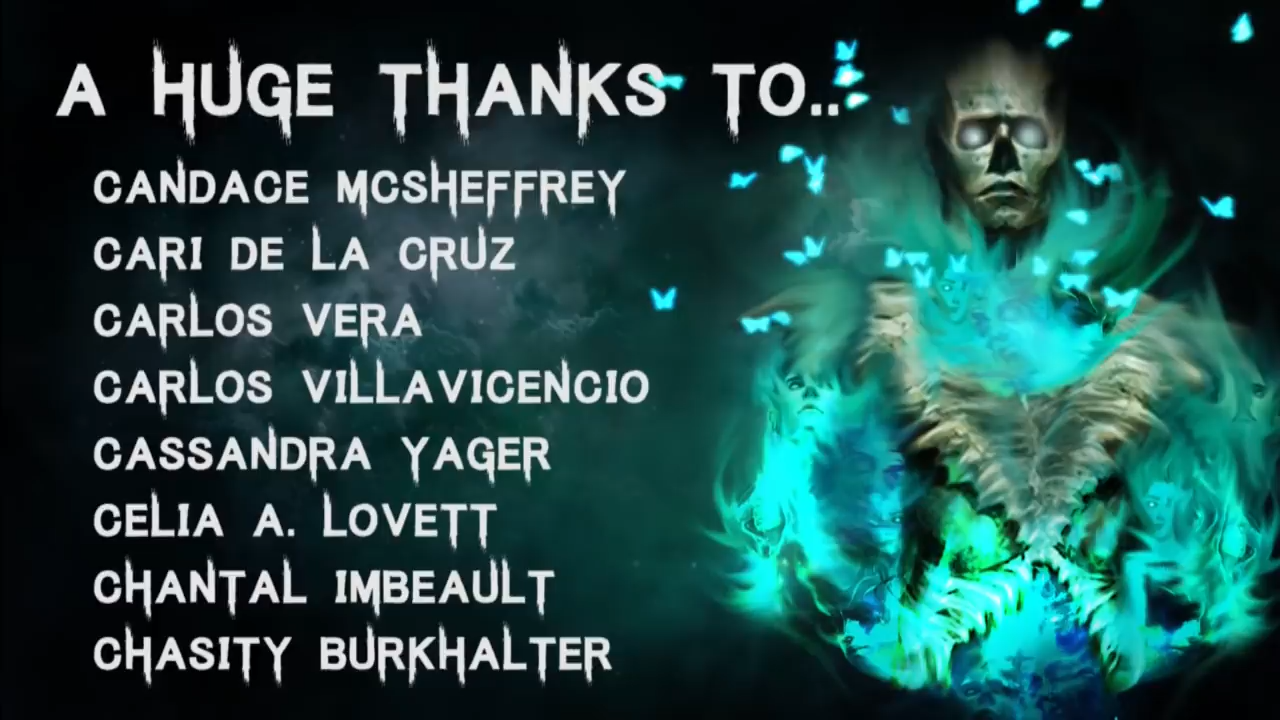 A HUGE THANKS TO..
CANDACE MCSHEFFREY
CARI DE LA CRUZ
CARLOS VERA
CARLOS VILLAVICENCIO
CASSANDRA YAGER
CELIA A. LOVETT
CHANTAL IMBEAULT
CHASITY BURKHALTER